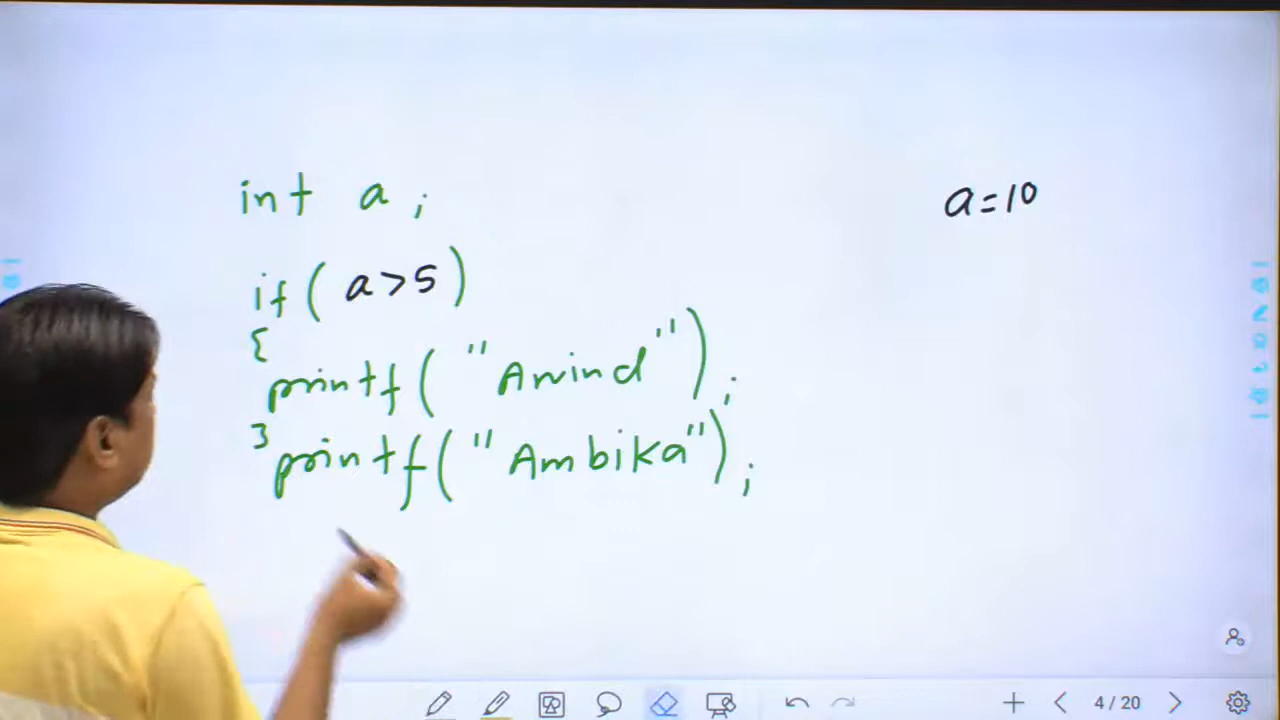 int a ;
a=10
if ( a>5 )
{
printf( "Arvind" ) ;
} printf( "Ambika" ) ;
4 / 20